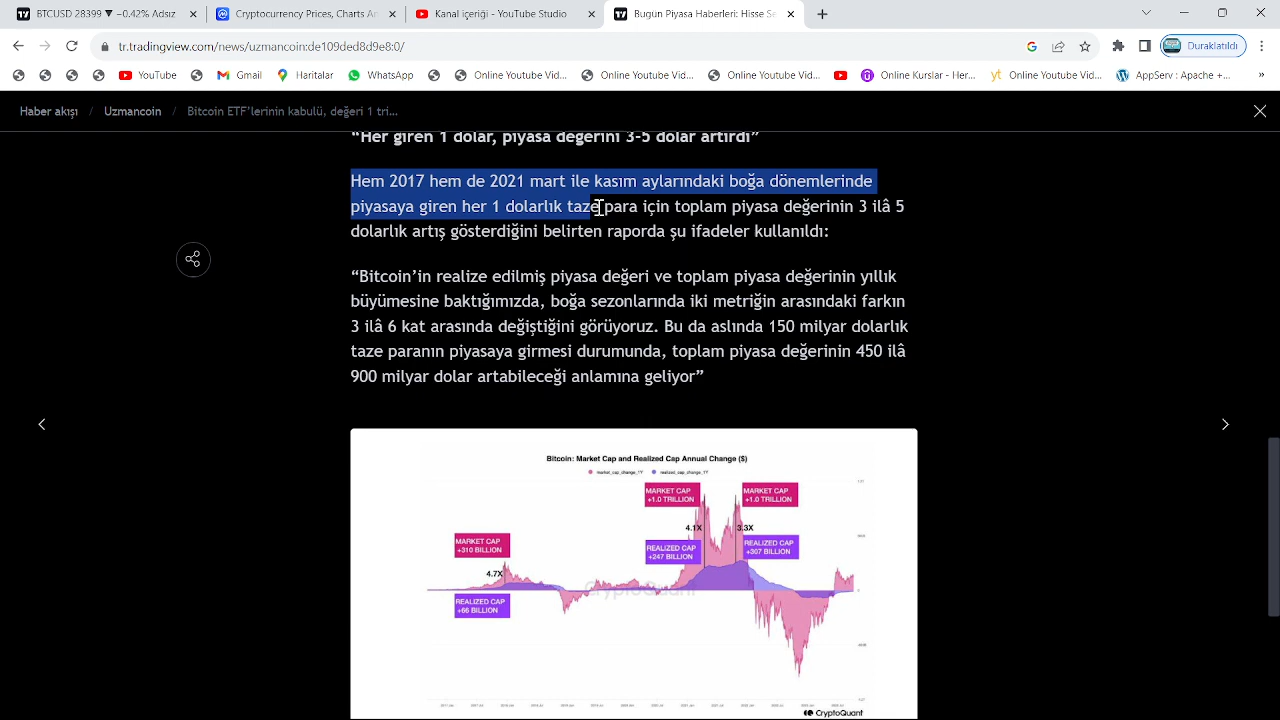 BTCUSD 28399 ▼ −0.42% Adsız
Cryptocurrency Prices, Charts An
Kanal içeriği - YouTube Studio
Bugün Piyasa Haberleri: Hisse Se
tr.tradingview.com/news/uzmancoin:de1f09ded8d9e8:0/
Duraklatıldı
YouTube
Gmail
Haritalar
WhatsApp
Online Youtube Vid...
Online Youtube Vid...
Online Youtube Vid...
Online Kurslar - Her...
Online Youtube Vid...
AppServ : Apache +...
Haber akışı / Uzmancoin / Bitcoin ETF'lerinin kabulü, değeri 1 tri...
“Her giren 1 dolar, piyasa değerini 3-5 dolar artırdı”
Hem 2017 hem de 2021 mart ile kasım aylarındaki boğa dönemlerinde
piyasaya giren her 1 dolarlık taze para için toplam piyasa değerinin 3 ilâ 5
dolarlık artış gösterdiğini belirten raporda şu ifadeler kullanıldı:
“Bitcoin’in realize edilmiş piyasa değeri ve toplam piyasa değerinin yıllık
büyümesine baktığımızda, boğa sezonlarında iki metriğin arasındaki farkın
3 ilâ 6 kat arasında değiştiğini görüyoruz. Bu da aslında 150 milyar dolarlık
taze paranın piyasaya girmesi durumunda, toplam piyasa değerinin 450 ilâ
900 milyar dolar artabileceği anlamına geliyor”
Bitcoin: Market Cap and Realized Cap Annual Change ($)
market_cap_change_1Y realized_cap_change_1Y
MARKET CAP
+1.0 TRILLION
MARKET CAP
+1.0 TRILLION
4.1X
3.3X
MARKET CAP
+310 BILLION
REALIZED CAP
+247 BILLION
REALIZED CAP
+307 BILLION
4.7X
CryptoQuant
REALIZED CAP
+66 BILLION
CryptoQuant